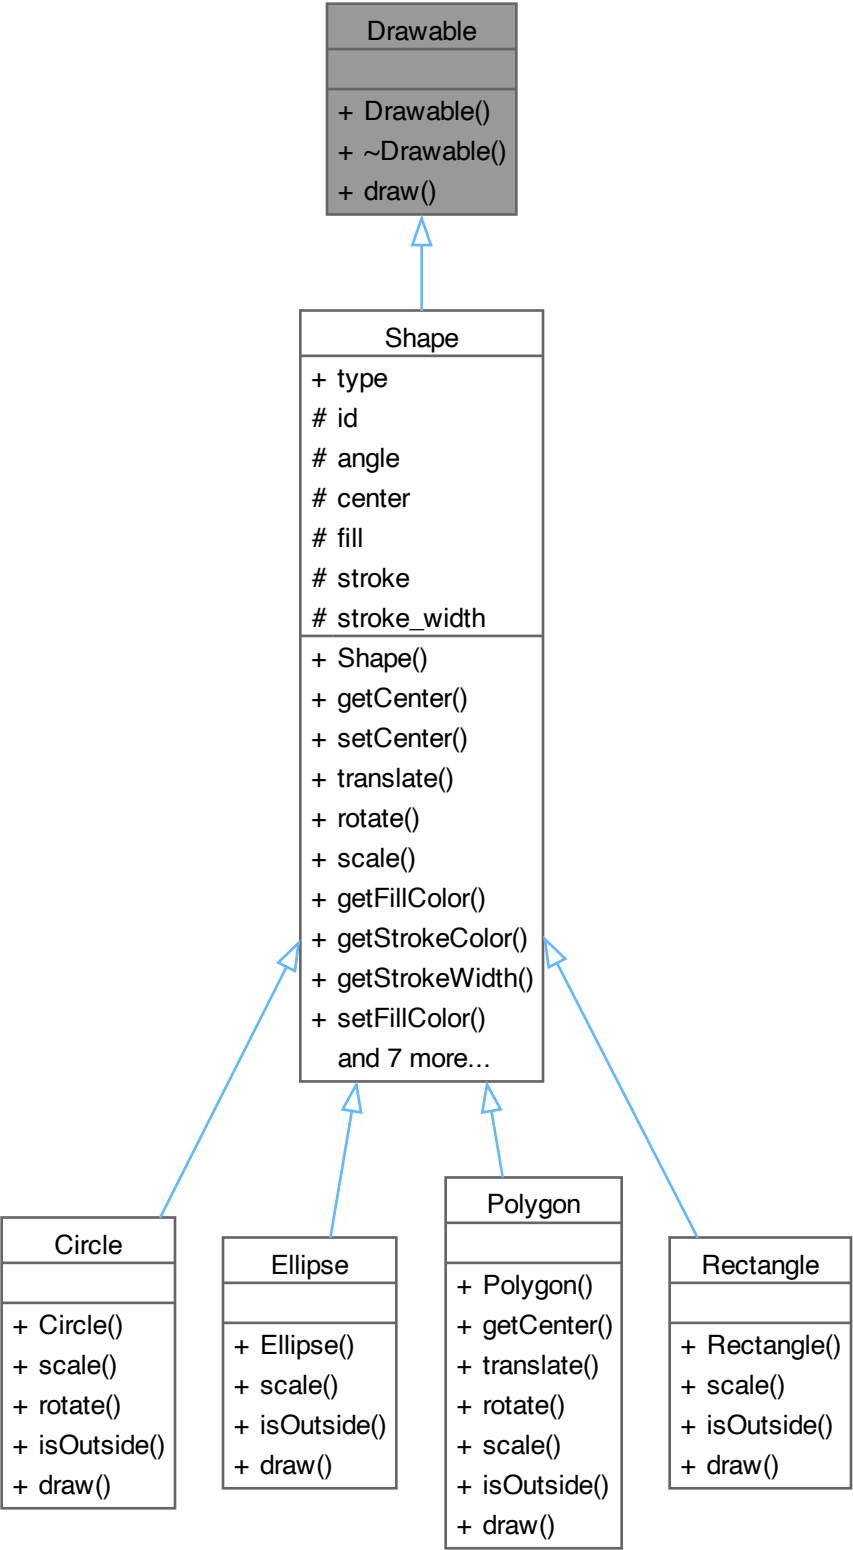 Drawable
+ Drawable()
+ ~Drawable()
+ draw()
Shape
+ type
# id
# angle
# center
# fill
# stroke
# stroke_width
+ Shape()
+ getCenter()
+ setCenter()
+ translate()
+ rotate()
+ scale()
+ getFillColor()
+ getStrokeColor()
+ getStrokeWidth()
+ setFillColor()
and 7 more...
Circle
+ Circle()
+ scale()
+ rotate()
+ isOutside()
+ draw()
Ellipse
+ Ellipse()
+ scale()
+ isOutside()
+ draw()
Polygon
+ Polygon()
+ getCenter()
+ translate()
+ rotate()
+ scale()
+ isOutside()
+ draw()
Rectangle
+ Rectangle()
+ scale()
+ isOutside()
+ draw()